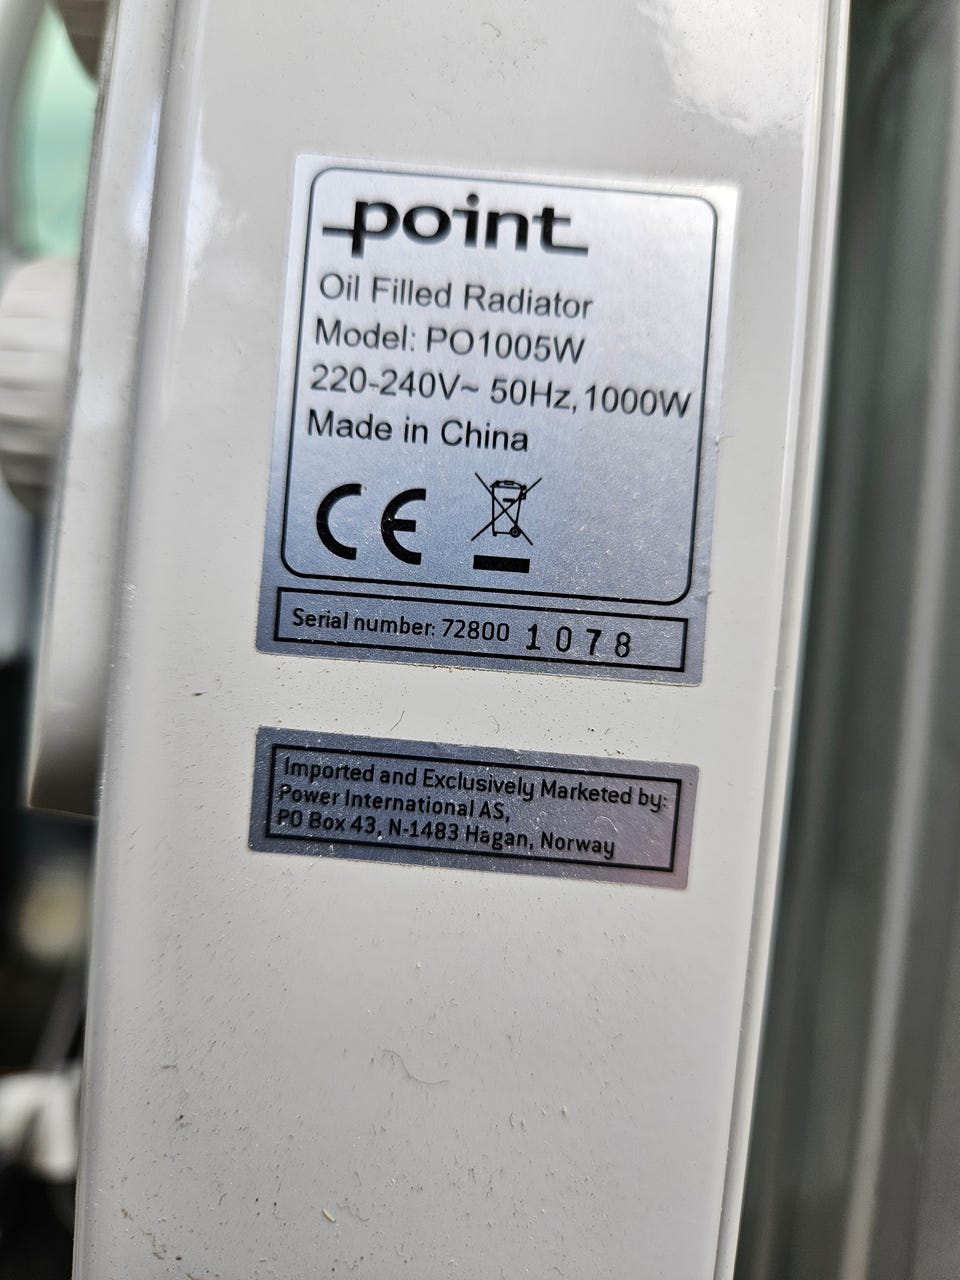 point
Oil Filled Radiator
Model: PO1005W
220-240V~ 50Hz, 1000W
Made in China
CE
Serial number: 72800 1078
Imported and Exclusively Marketed by:
Power International AS,
PO Box 43, N-1483 Hagan, Norway